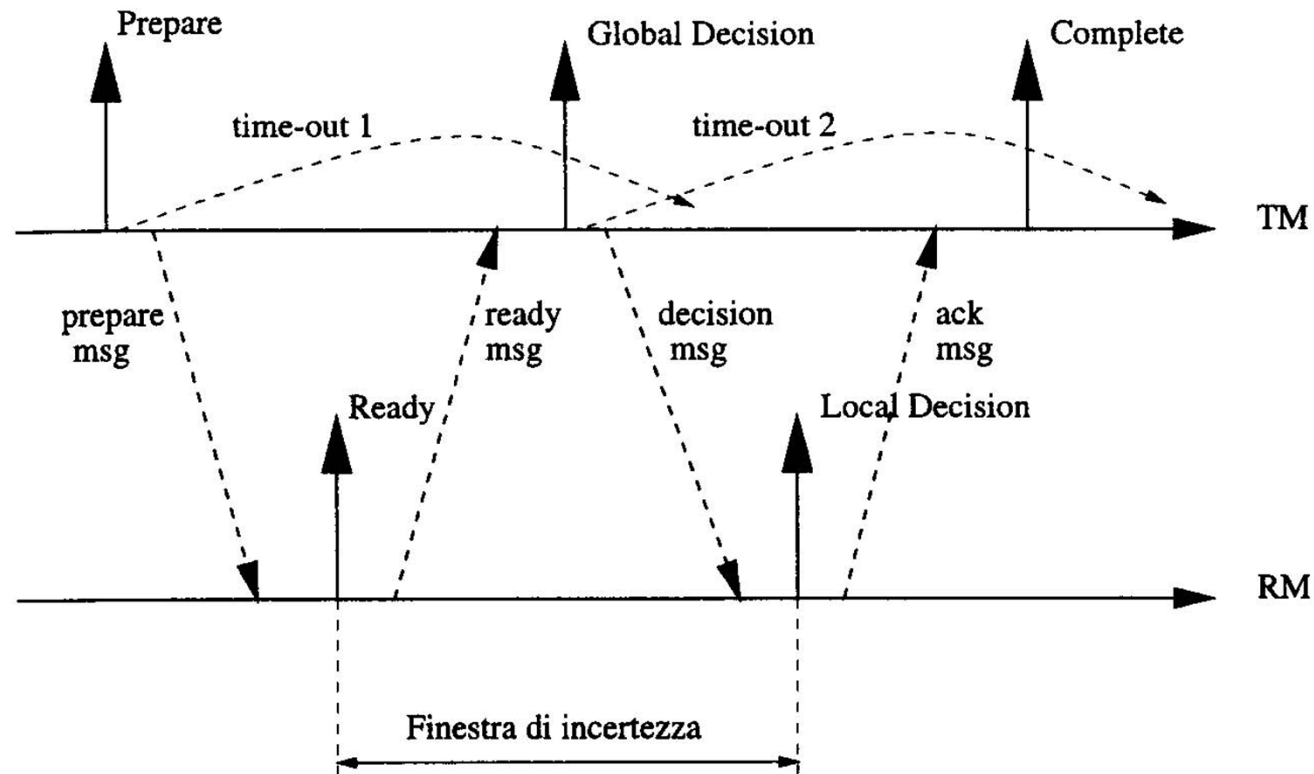 Prepare
Global Decision
Complete
time-out 1
time-out 2
TM
prepare
msg
ready
msg
decision
msg
ack
msg
Ready
Local Decision
RM
Finestra di incertezza